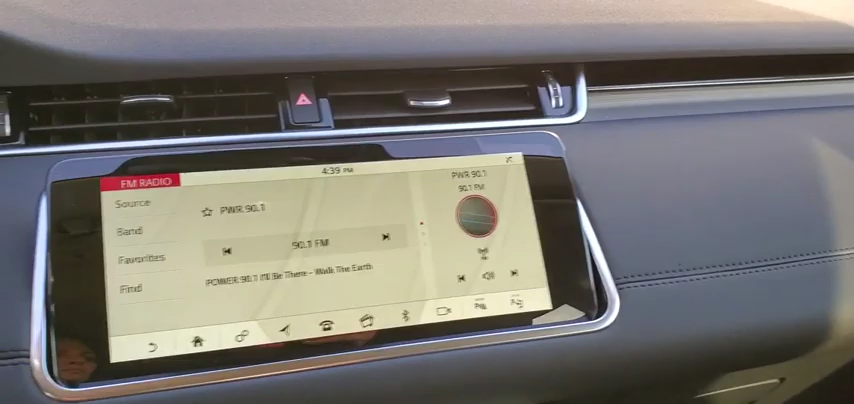 4:39 PM
FM RADIO
Source
Band
Favorites
Find
PWR 90.1
90.1 FM
POWER 90.1 I'll Be There - Walk The Earth
PWR 90.1
90.1 FM